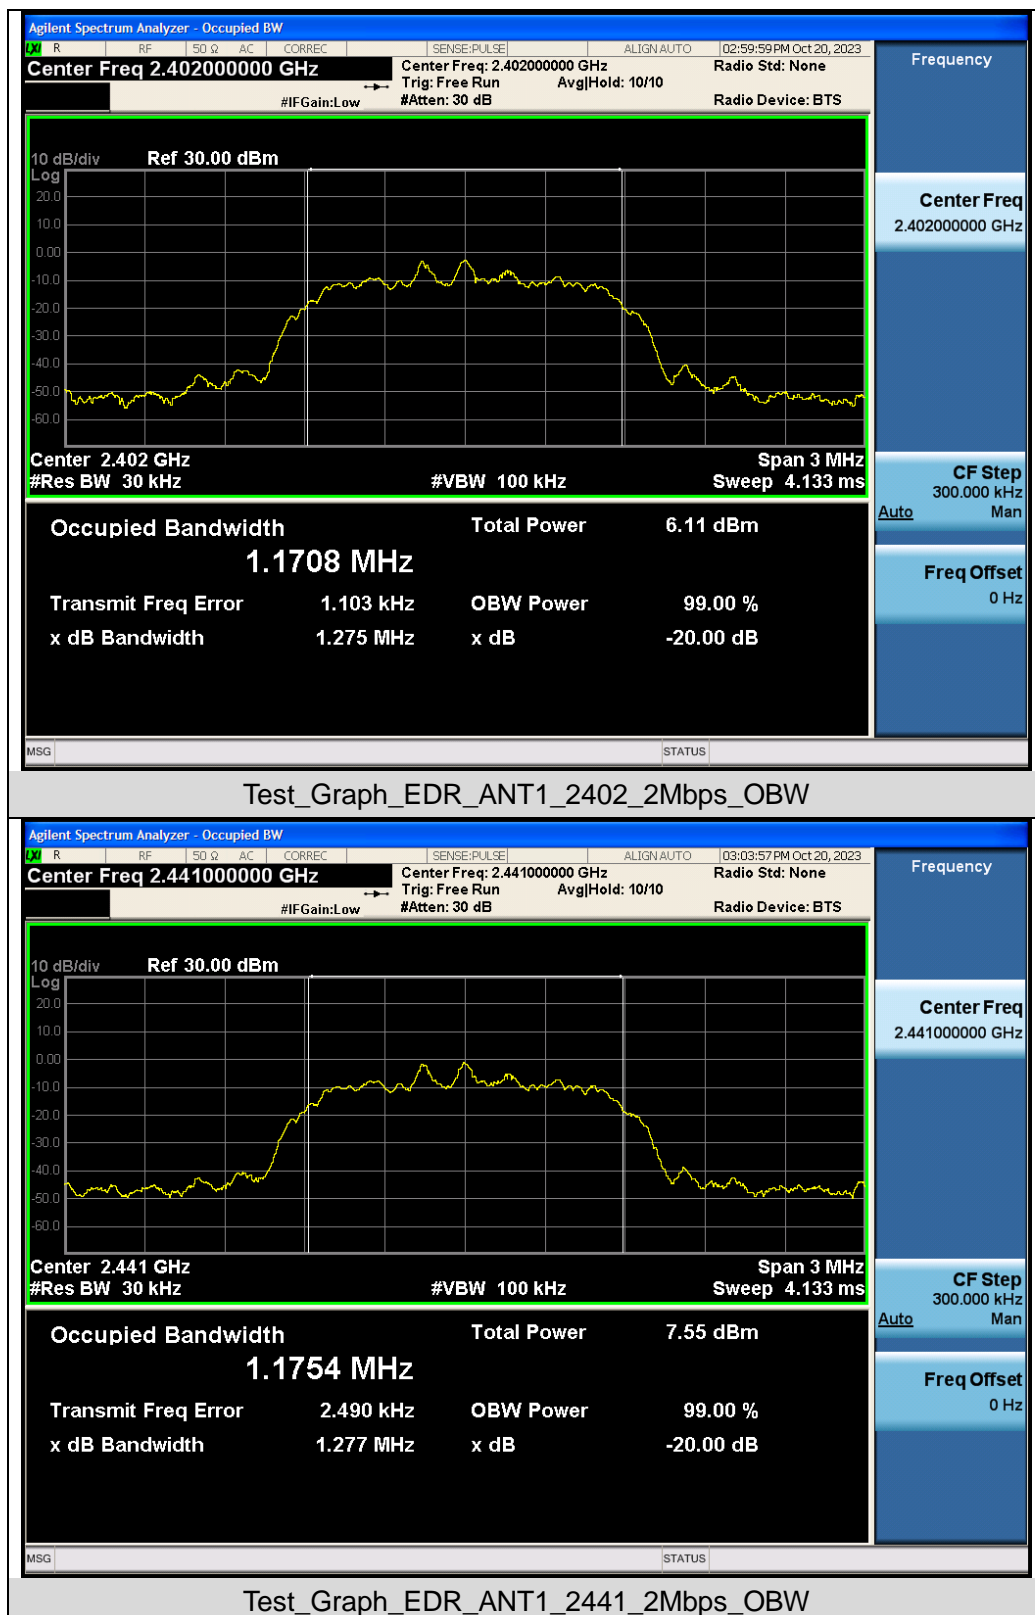 Agilent Spectrum Analyzer - Occupied BW
LXI R RF 50 Ω AC CORREC SENSE:PULSE ALIGN AUTO 02:59:59 PM Oct 20, 2023
Center Freq 2.402000000 GHz Center Freq: 2.402000000 GHz Radio Std: None
Trig: Free Run Avg|Hold: 10/10
#IFGain:Low #Atten: 30 dB Radio Device: BTS
10 dB/div Ref 30.00 dBm
Log
20.0
10.0
0.00
-10.0
-20.0
-30.0
-40.0
-50.0
-60.0
Center 2.402 GHz Span 3 MHz
#Res BW 30 kHz #VBW 100 kHz Sweep 4.133 ms
Occupied Bandwidth Total Power 6.11 dBm
1.1708 MHz
Transmit Freq Error 1.103 kHz OBW Power 99.00 %
x dB Bandwidth 1.275 MHz x dB -20.00 dB
MSG STATUS
Frequency
Center Freq
2.402000000 GHz
CF Step
300.000 kHz
Auto Man
Freq Offset
0 Hz
Test_Graph_EDR_ANT1_2402_2Mbps_OBW
Agilent Spectrum Analyzer - Occupied BW
LXI R RF 50 Ω AC CORREC SENSE:PULSE ALIGN AUTO 03:03:57 PM Oct 20, 2023
Center Freq 2.441000000 GHz Center Freq: 2.441000000 GHz Radio Std: None
Trig: Free Run Avg|Hold: 10/10
#IFGain:Low #Atten: 30 dB Radio Device: BTS
10 dB/div Ref 30.00 dBm
Log
20.0
10.0
0.00
-10.0
-20.0
-30.0
-40.0
-50.0
-60.0
Center 2.441 GHz Span 3 MHz
#Res BW 30 kHz #VBW 100 kHz Sweep 4.133 ms
Occupied Bandwidth Total Power 7.55 dBm
1.1754 MHz
Transmit Freq Error 2.490 kHz OBW Power 99.00 %
x dB Bandwidth 1.277 MHz x dB -20.00 dB
MSG STATUS
Frequency
Center Freq
2.441000000 GHz
CF Step
300.000 kHz
Auto Man
Freq Offset
0 Hz
Test_Graph_EDR_ANT1_2441_2Mbps_OBW